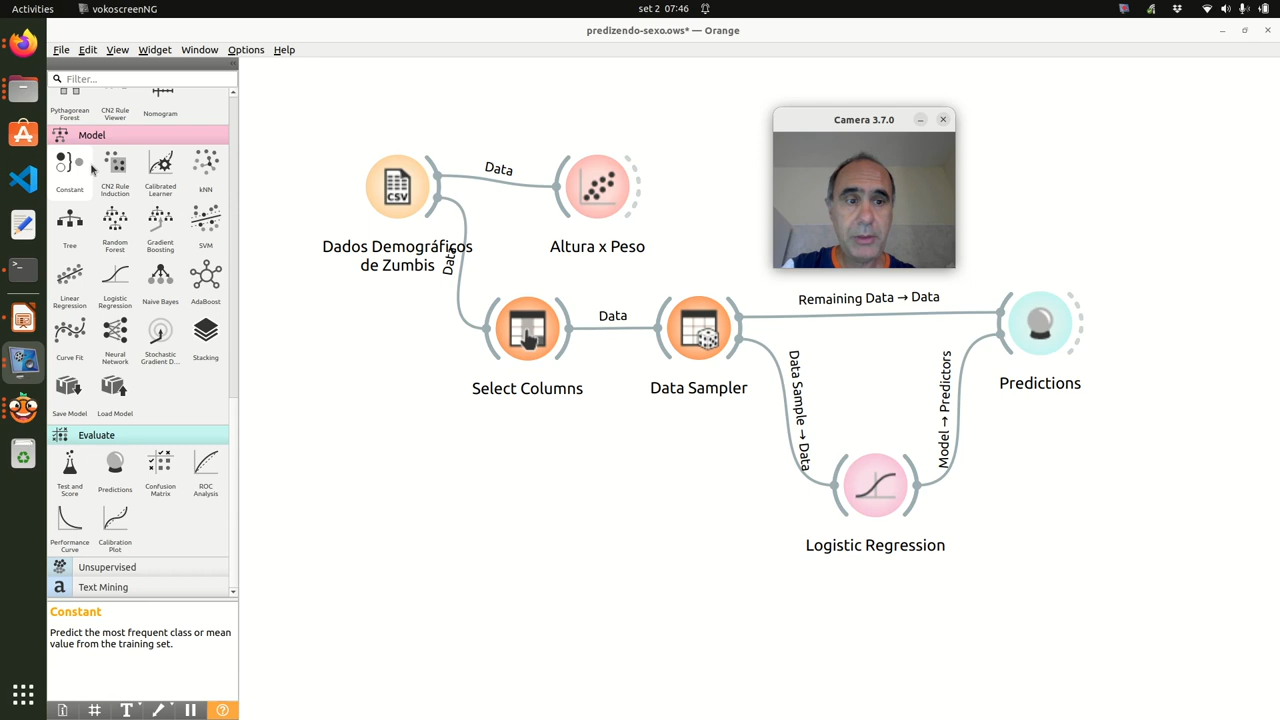 Activities
vokoscreenNG
set 2 07:46
predizendo-sexo.ows* — Orange
File Edit View Widget Window Options Help
Filter...
Pythagorean Forest
CN2 Rule Viewer
Nomogram
Model
Constant
CN2 Rule Induction
Calibrated Learner
kNN
Tree
Random Forest
Gradient Boosting
SVM
Linear Regression
Logistic Regression
Naive Bayes
AdaBoost
Curve Fit
Neural Network
Stochastic Gradient D...
Stacking
Save Model
Load Model
Evaluate
Test and Score
Predictions
Confusion Matrix
ROC Analysis
Performance Curve
Calibration Plot
Unsupervised
a Text Mining
Constant
Predict the most frequent class or mean
value from the training set.
Camera 3.7.0
CSV
Data
Dados Demográficos
de Zumbis
Altura x Peso
Data
Select Columns
Data
Data Sampler
Remaining Data → Data
Predictions
Data Sample → Data
Model → Predictors
Logistic Regression